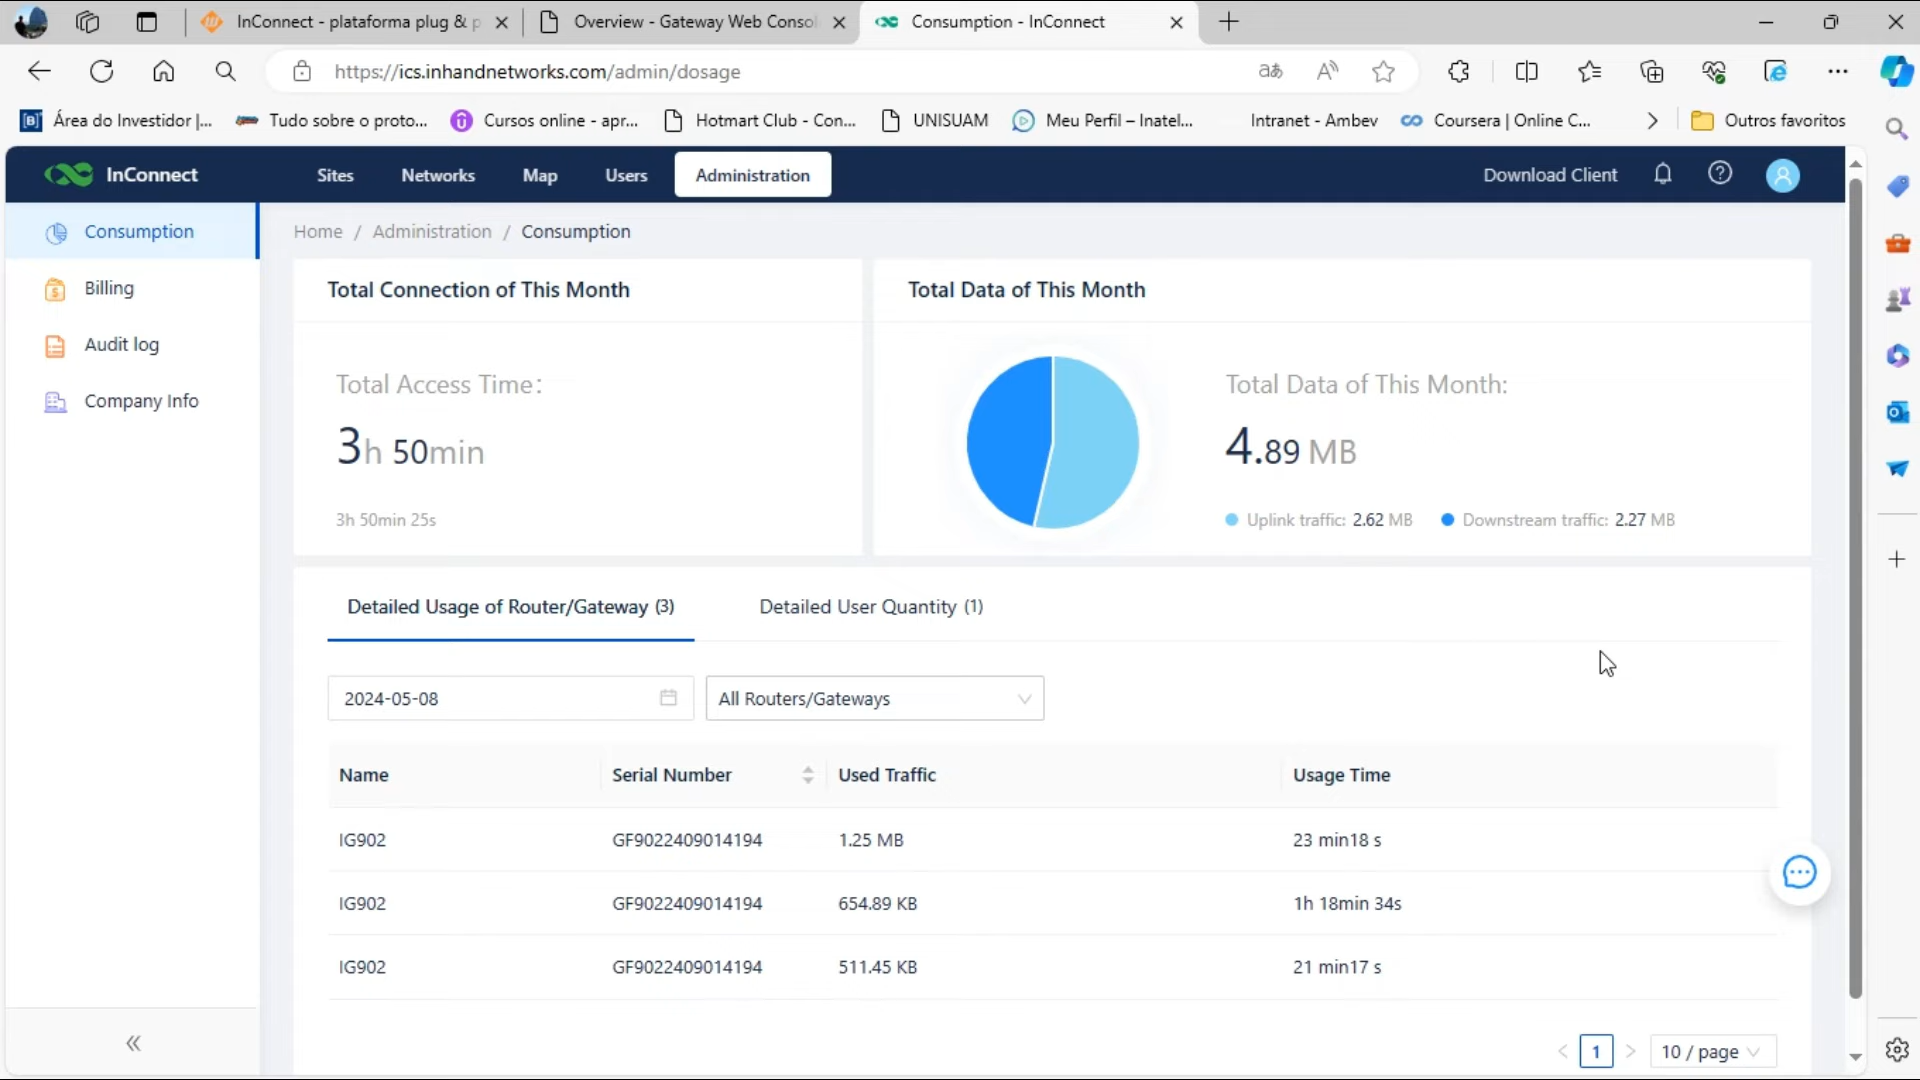 InConnect - plataforma plug & p
Overview - Gateway Web Consol
Consumption - InConnect
https://ics.inhandnetworks.com/admin/dosage
Área do Investidor |...
Tudo sobre o proto...
Cursos online - apr...
Hotmart Club - Con...
UNISUAM
Meu Perfil – Inatel...
Intranet - Ambev
Coursera | Online C...
Outros favoritos
InConnect
Sites
Networks
Map
Users
Administration
Download Client
Consumption
Billing
Audit log
Company Info
Home / Administration / Consumption
Total Connection of This Month
Total Access Time:
3h 50min
3h 50min 25s
Total Data of This Month
Total Data of This Month:
4.89 MB
Uplink traffic: 2.62 MB
Downstream traffic: 2.27 MB
Detailed Usage of Router/Gateway (3)
Detailed User Quantity (1)
2024-05-08
All Routers/Gateways
Name Serial Number Used Traffic Usage Time
IG902 GF9022409014194 1.25 MB 23 min18 s
IG902 GF9022409014194 654.89 KB 1h 18min 34s
IG902 GF9022409014194 511.45 KB 21 min17 s
1
10 / page